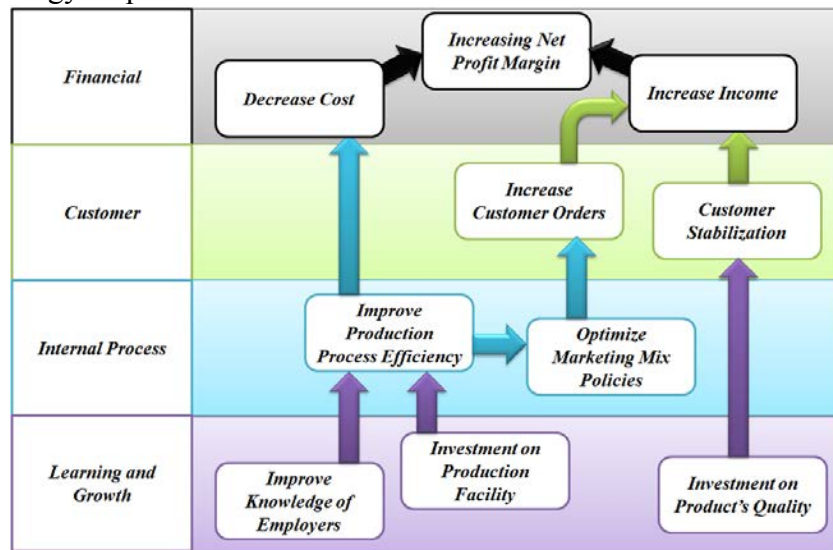 Financial
Increasing Net
Profit Margin
Decrease Cost
Increase Income
Customer
Increase
Customer Orders
Customer
Stabilization
Internal Process
Improve
Production
Process Efficiency
Optimize
Marketing Mix
Policies
Learning and
Growth
Improve
Knowledge of
Employers
Investment on
Production
Facility
Investment on
Product's Quality